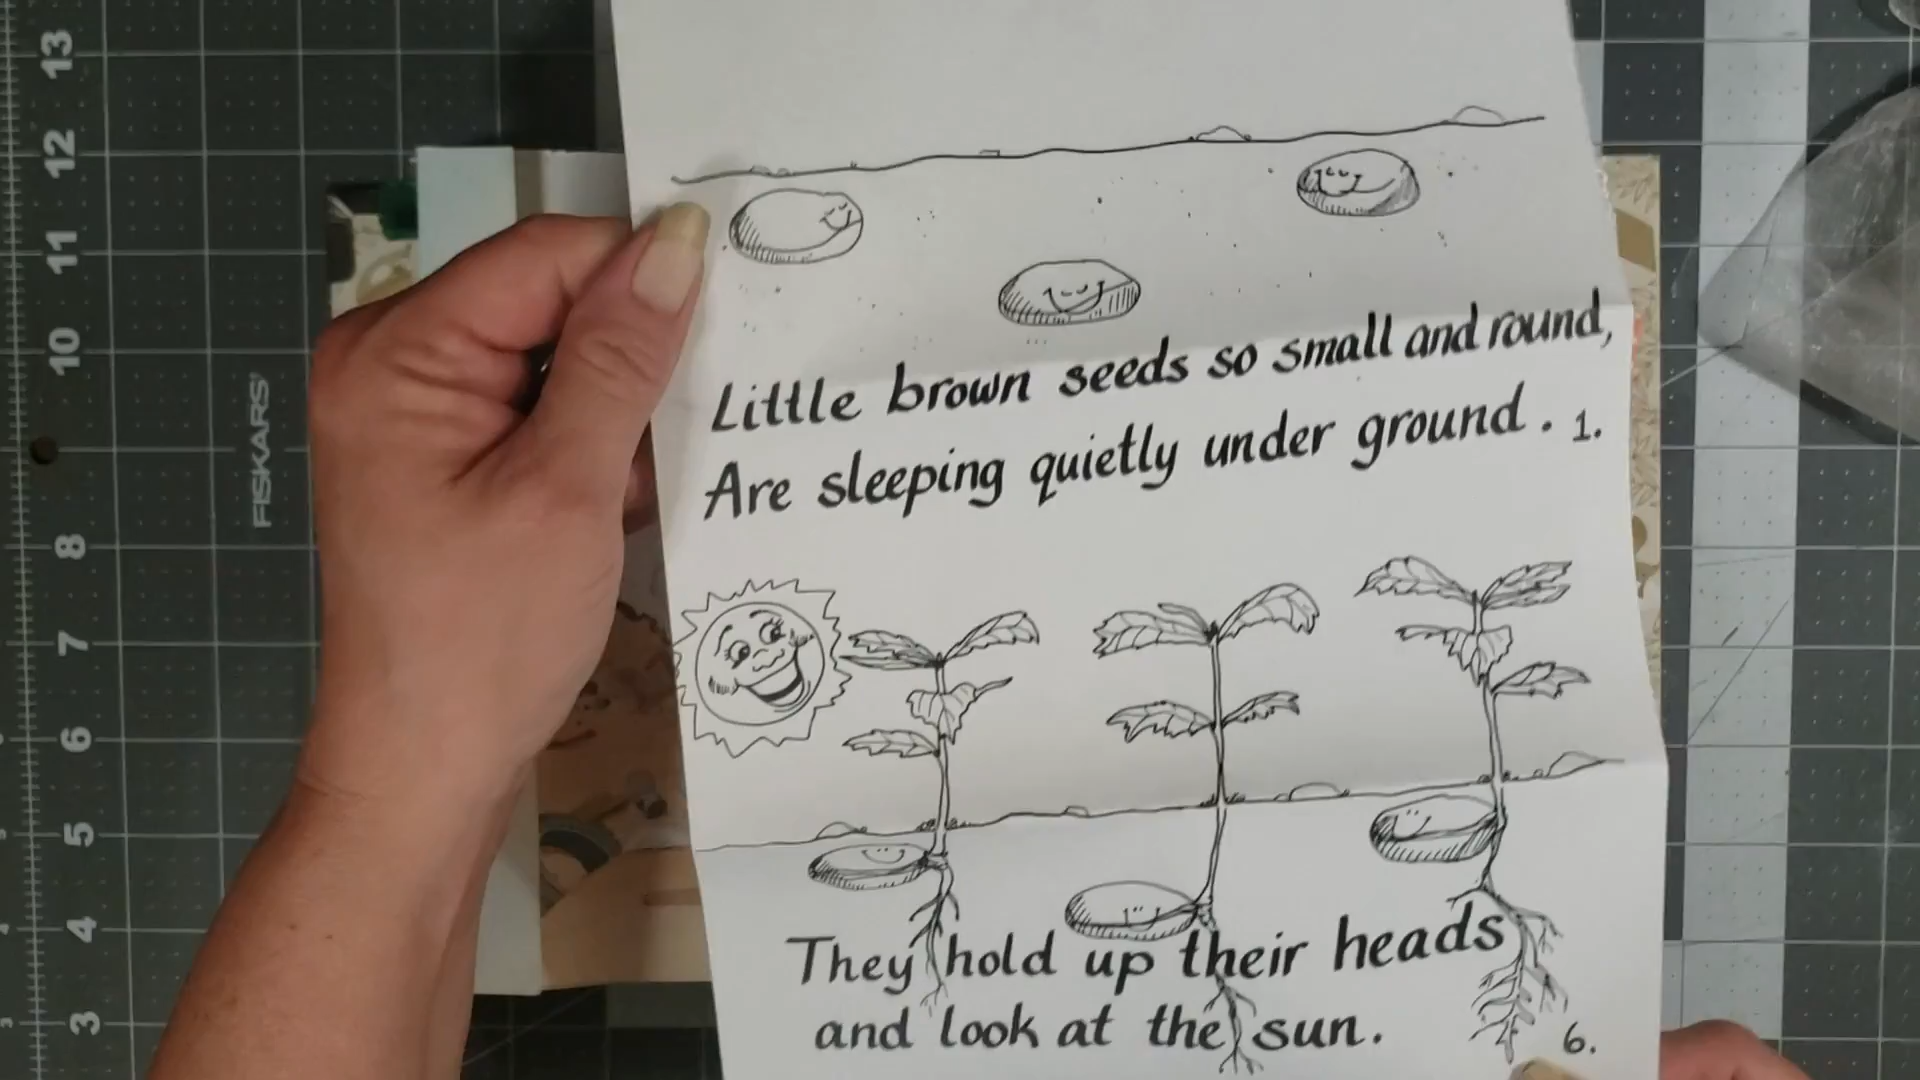 13
12
11
10
FISKARS
8
7
6
5
4
3
Little brown seeds so small and round,
Are sleeping quietly under ground. 1.
They hold up their heads
and look at the sun.
6.